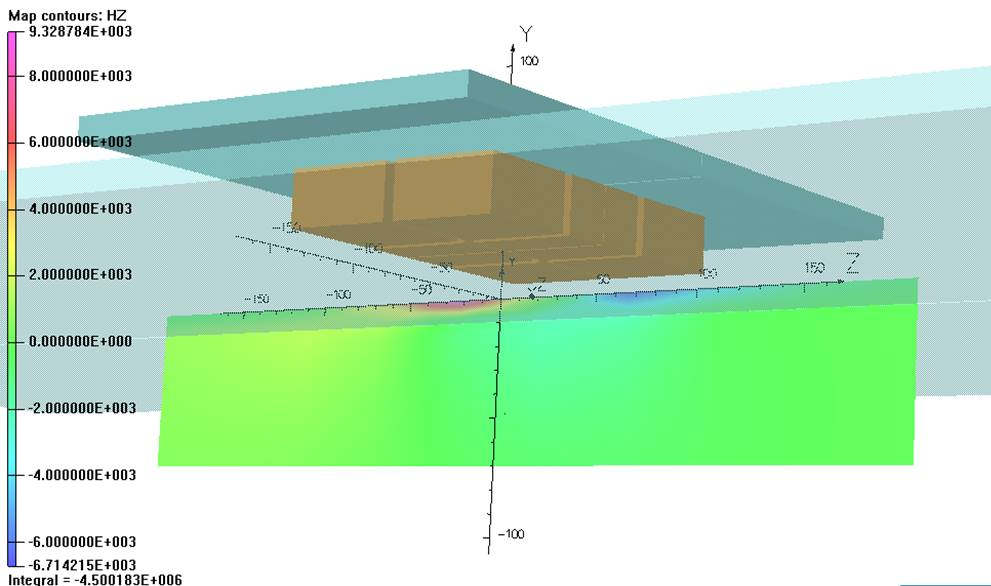 Map contours: HZ
9.328784E+003
8.000000E+003
6.000000E+003
4.000000E+003
2.000000E+003
0.000000E+000
-2.000000E+003
-4.000000E+003
-6.000000E+003
-6.714215E+003
Integral = -4.500183E+006
Y
100
-150
-100
-50
Y
Z
-150
-100
-50
50
100
150
Z
-100